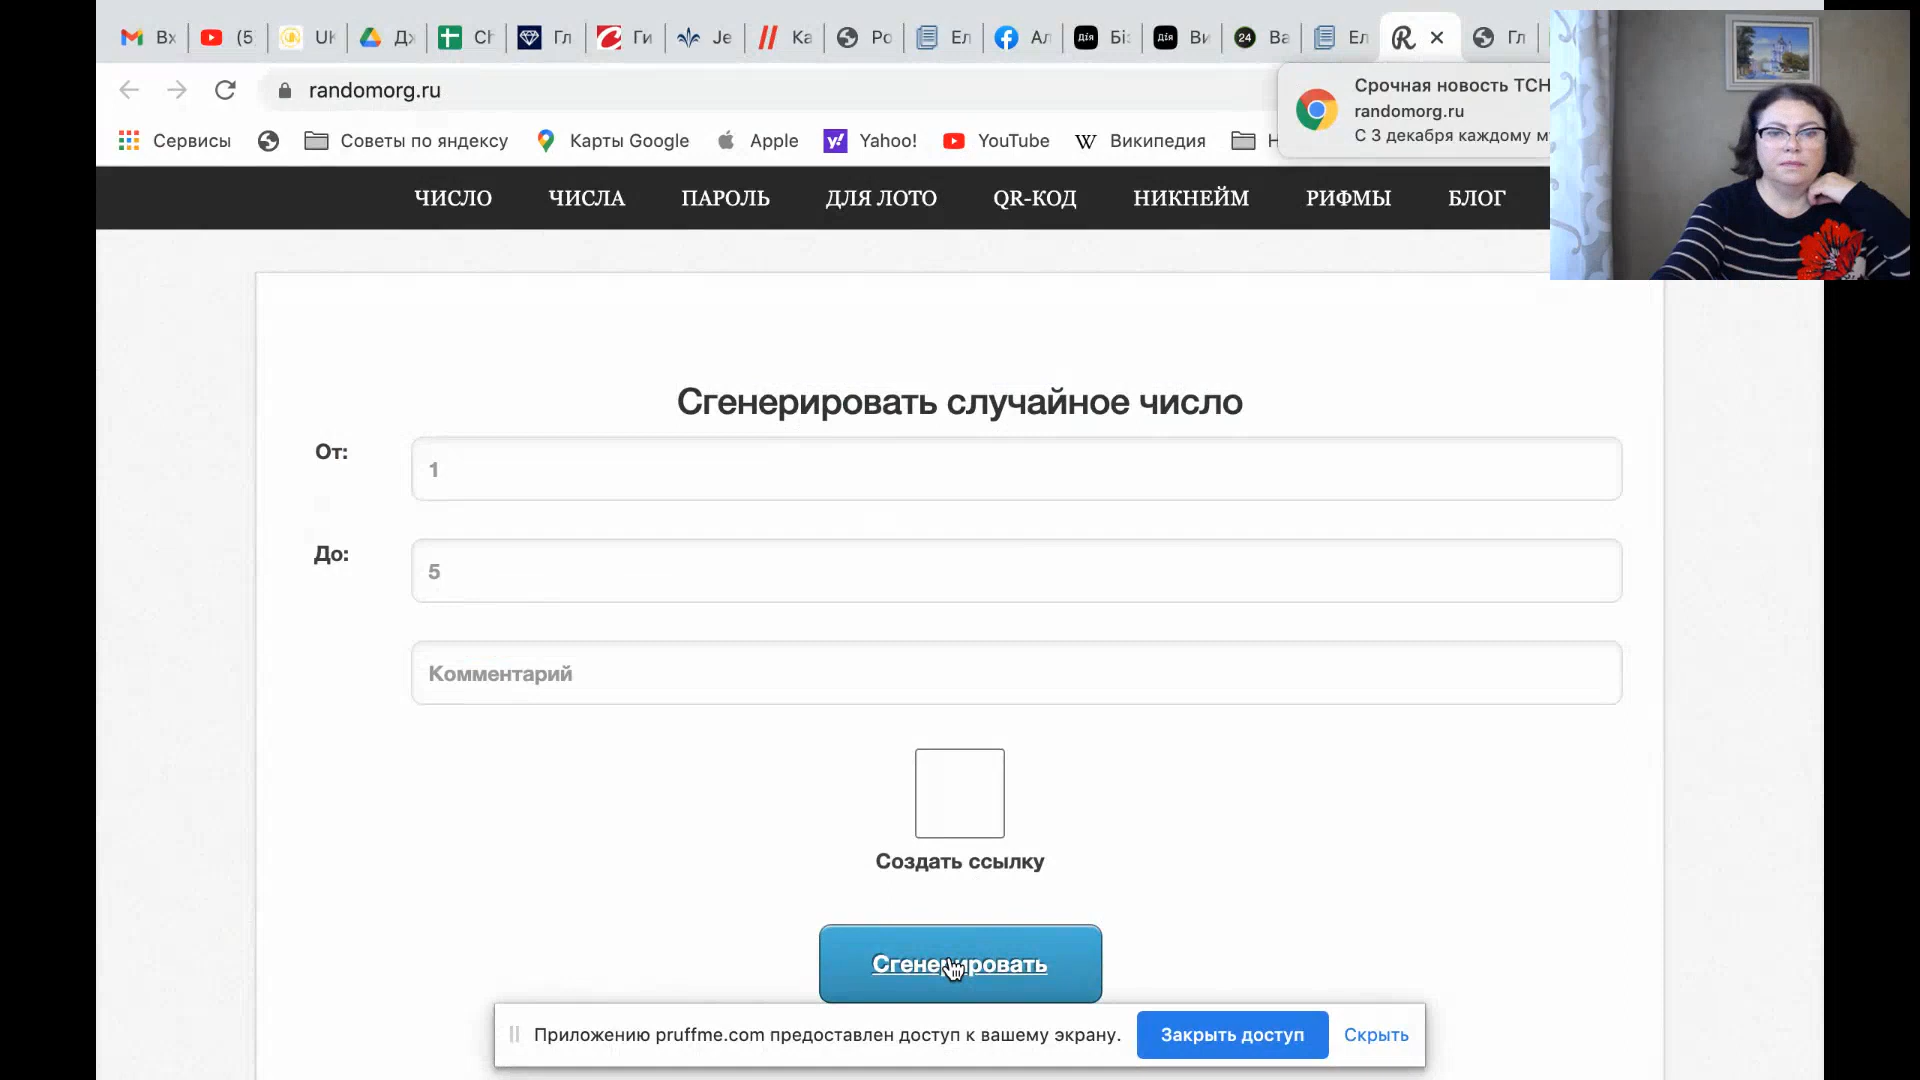 Вх (5 UK Дж Ch Гл Ги Je Ка Ро Ел Ал Бі Ви Ва Ел Гл
randomorg.ru
Срочная новость ТСН
randomorg.ru
С 3 декабря каждому м
Сервисы Советы по яндексу Карты Google Apple Yahoo! YouTube Википедия Н
ЧИСЛО ЧИСЛА ПАРОЛЬ ДЛЯ ЛОТО QR-КОД НИКНЕЙМ РИФМЫ БЛОГ
Сгенерировать случайное число
От:
1
До:
5
Комментарий
Создать ссылку
Сгенерировать
Приложению pruffme.com предоставлен доступ к вашему экрану. Закрыть доступ Скрыть